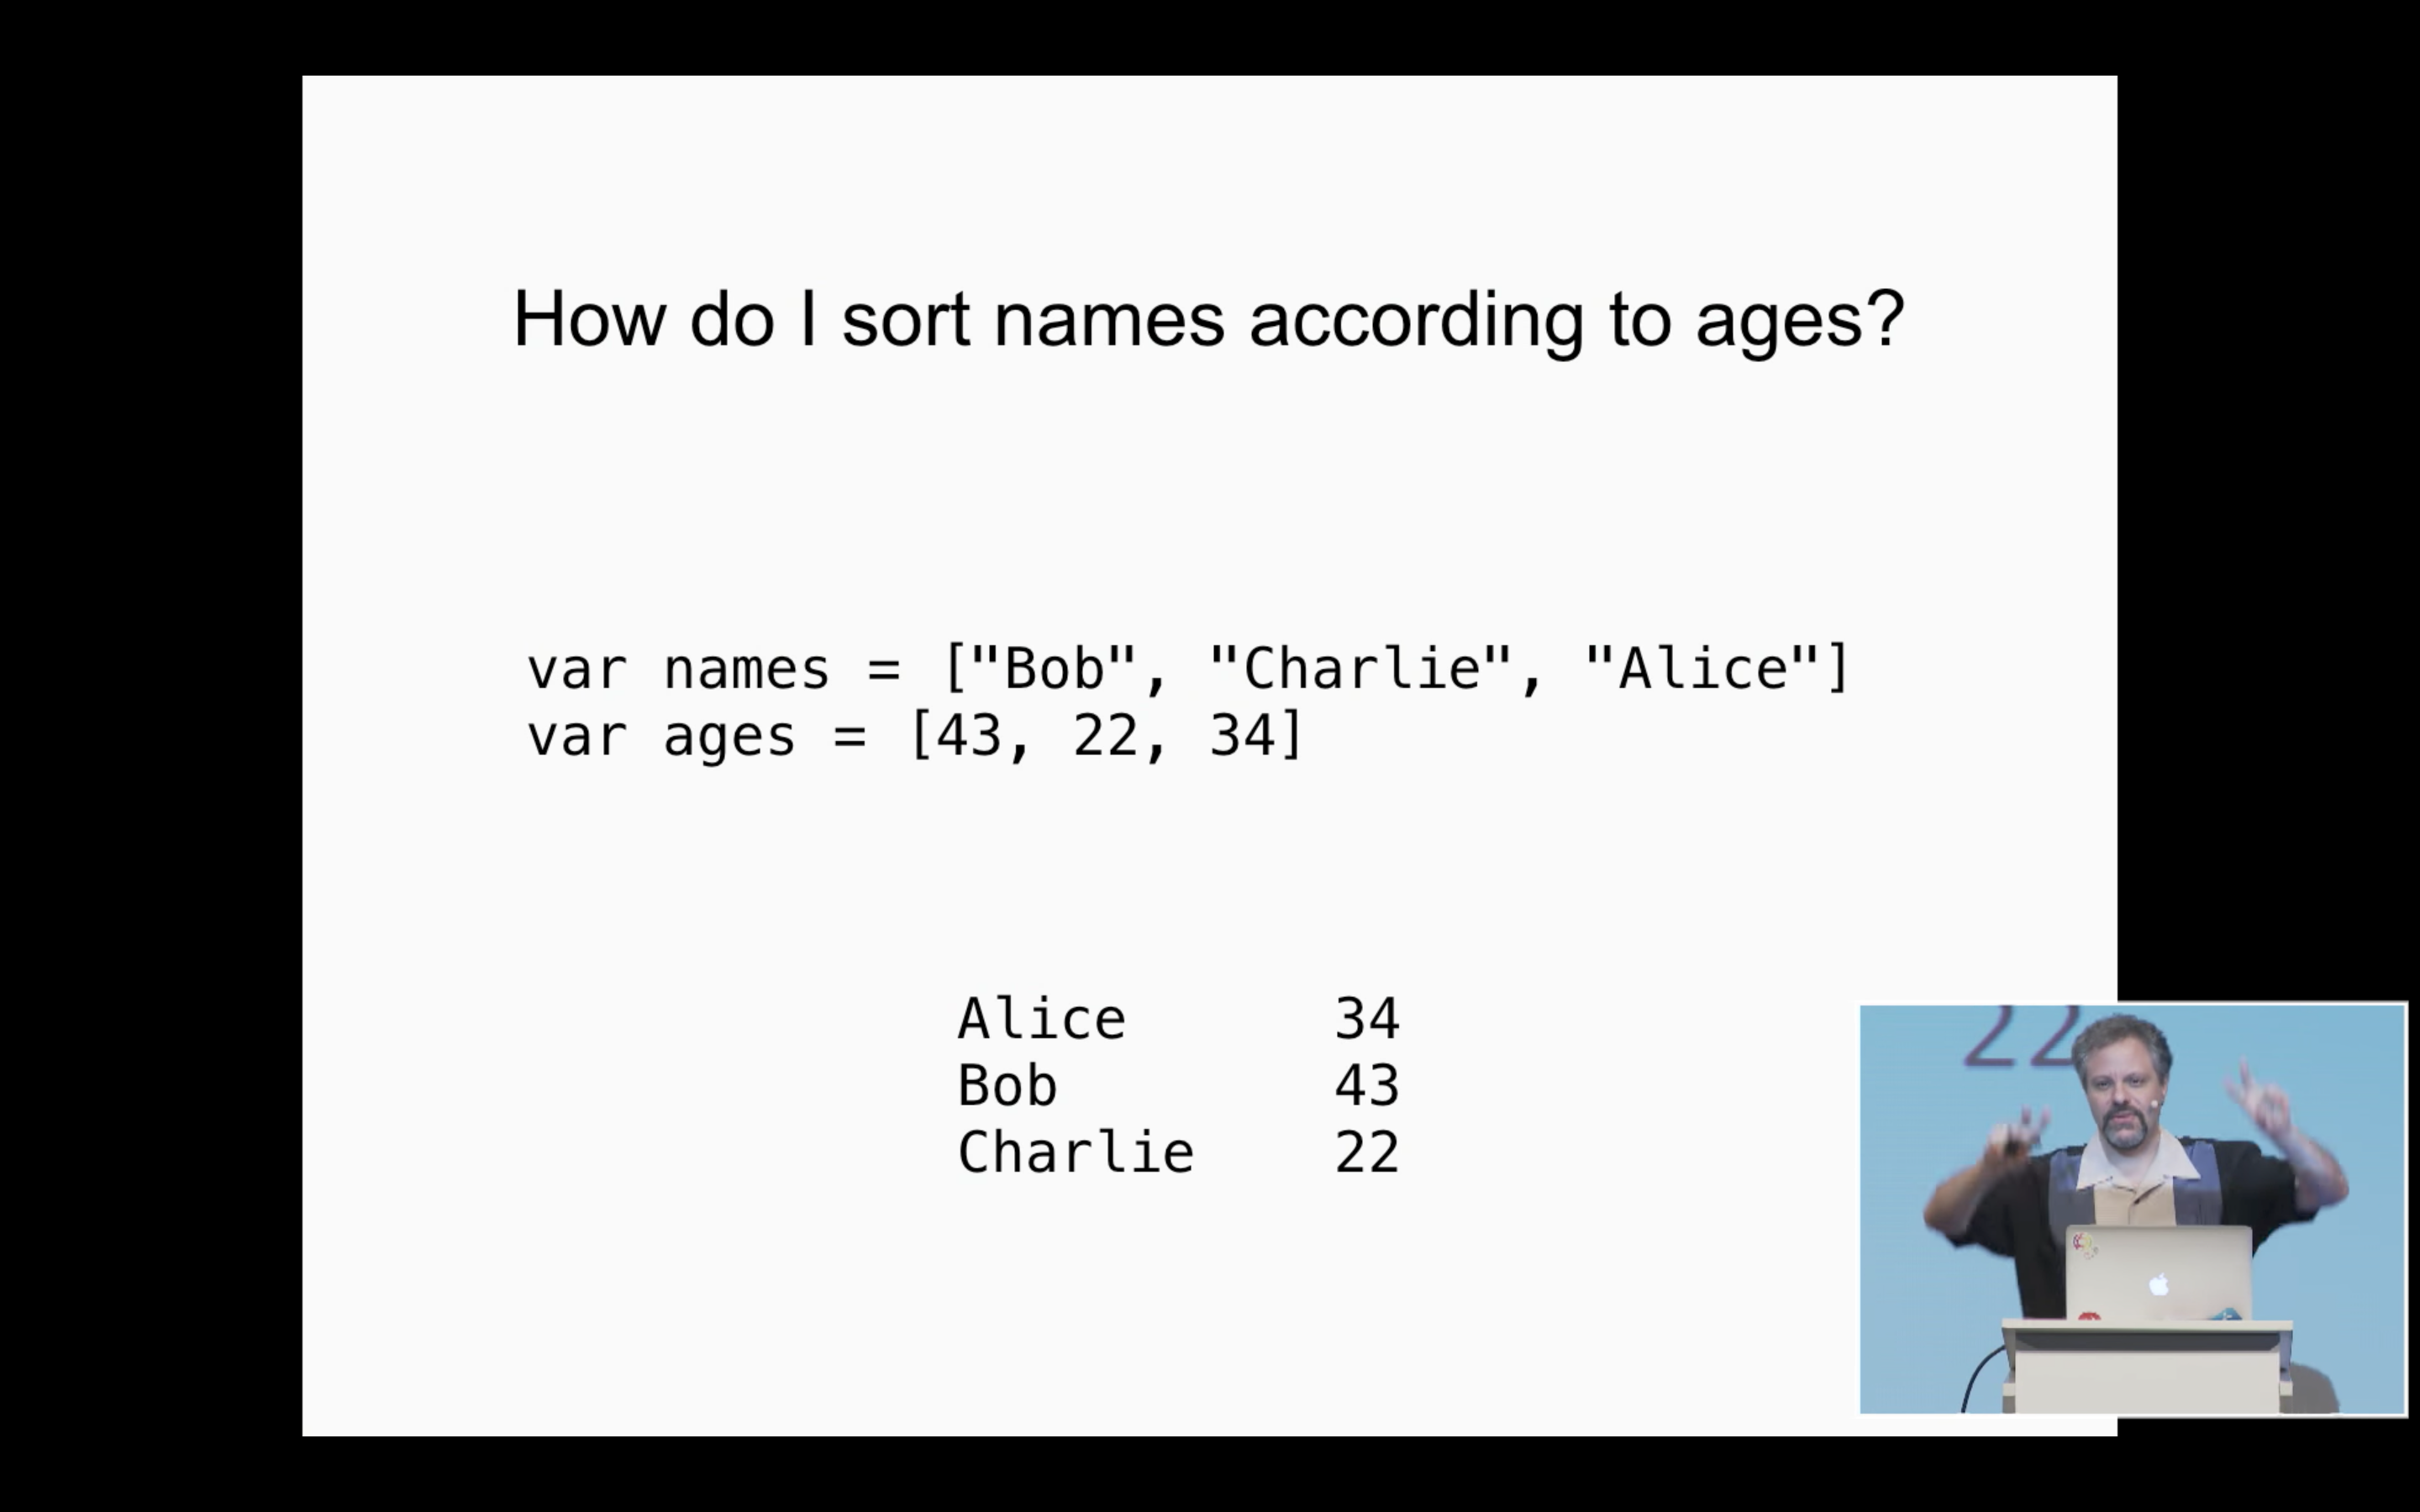 How do I sort names according to ages?
var names = ["Bob", "Charlie", "Alice"]
var ages = [43, 22, 34]
Alice 34
Bob 43
Charlie 22
22